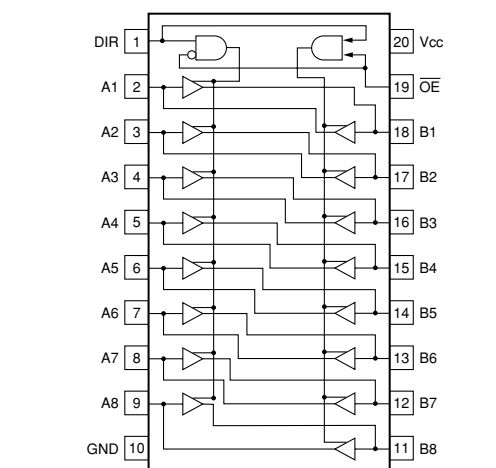 DIR 1 20 Vcc
A1 2 19 OE
A2 3 18 B1
A3 4 17 B2
A4 5 16 B3
A5 6 15 B4
A6 7 14 B5
A7 8 13 B6
A8 9 12 B7
GND 10 11 B8